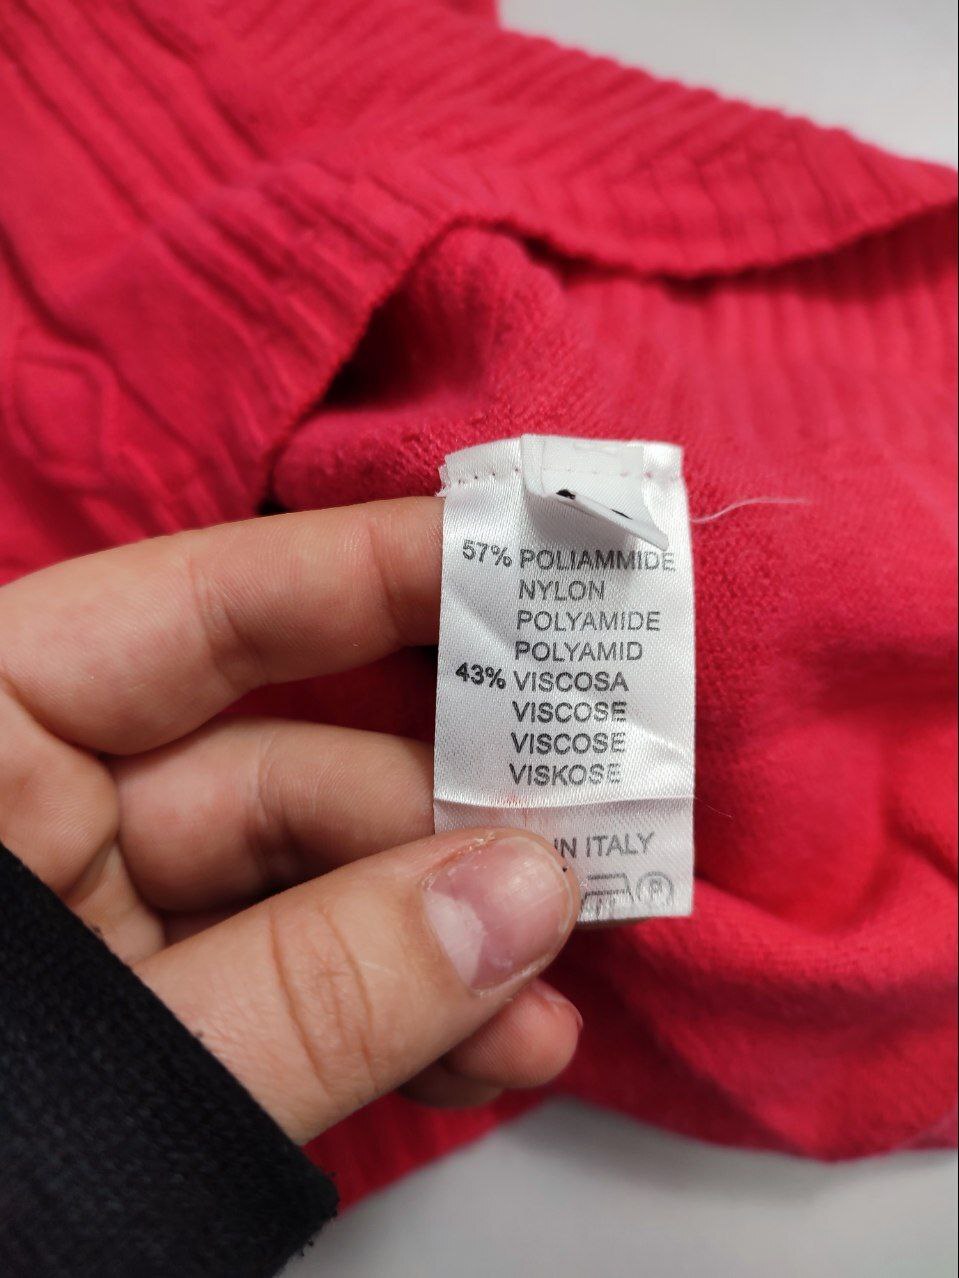 57% POLIAMMIDE
NYLON
POLYAMIDE
POLYAMID
43% VISCOSA
VISCOSE
VISCOSE
VISKOSE
IN ITALY
P